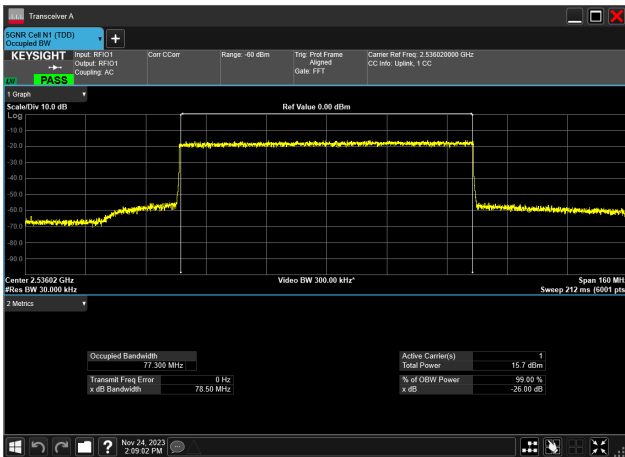 Transceiver A
5GNR Cell N1 (TDD)
Occupied BW
KEYSIGHT
PASS
Input: RFIO1
Output: RFIO1
Coupling: AC
Corr CCorr
Range: -60 dBm
Trig: Prot Frame
Aligned
Gate: FFT
Carrier Ref Freq: 2.536020000 GHz
CC Info: Uplink, 1 CC
1 Graph
Scale/Div 10.0 dB
Ref Value 0.00 dBm
Log
-10.0
-20.0
-30.0
-40.0
-50.0
-60.0
-70.0
-80.0
-90.0
Center 2.53602 GHz
Video BW 300.00 kHz*
Span 160 MH
#Res BW 30.000 kHz
Sweep 212 ms (6001 pts
2 Metrics
Occupied Bandwidth
77.300 MHz
Transmit Freq Error 0 Hz
x dB Bandwidth 78.50 MHz
Active Carrier(s) 1
Total Power 15.7 dBm
% of OBW Power 99.00 %
x dB -26.00 dB
Nov 24, 2023
2:09:02 PM